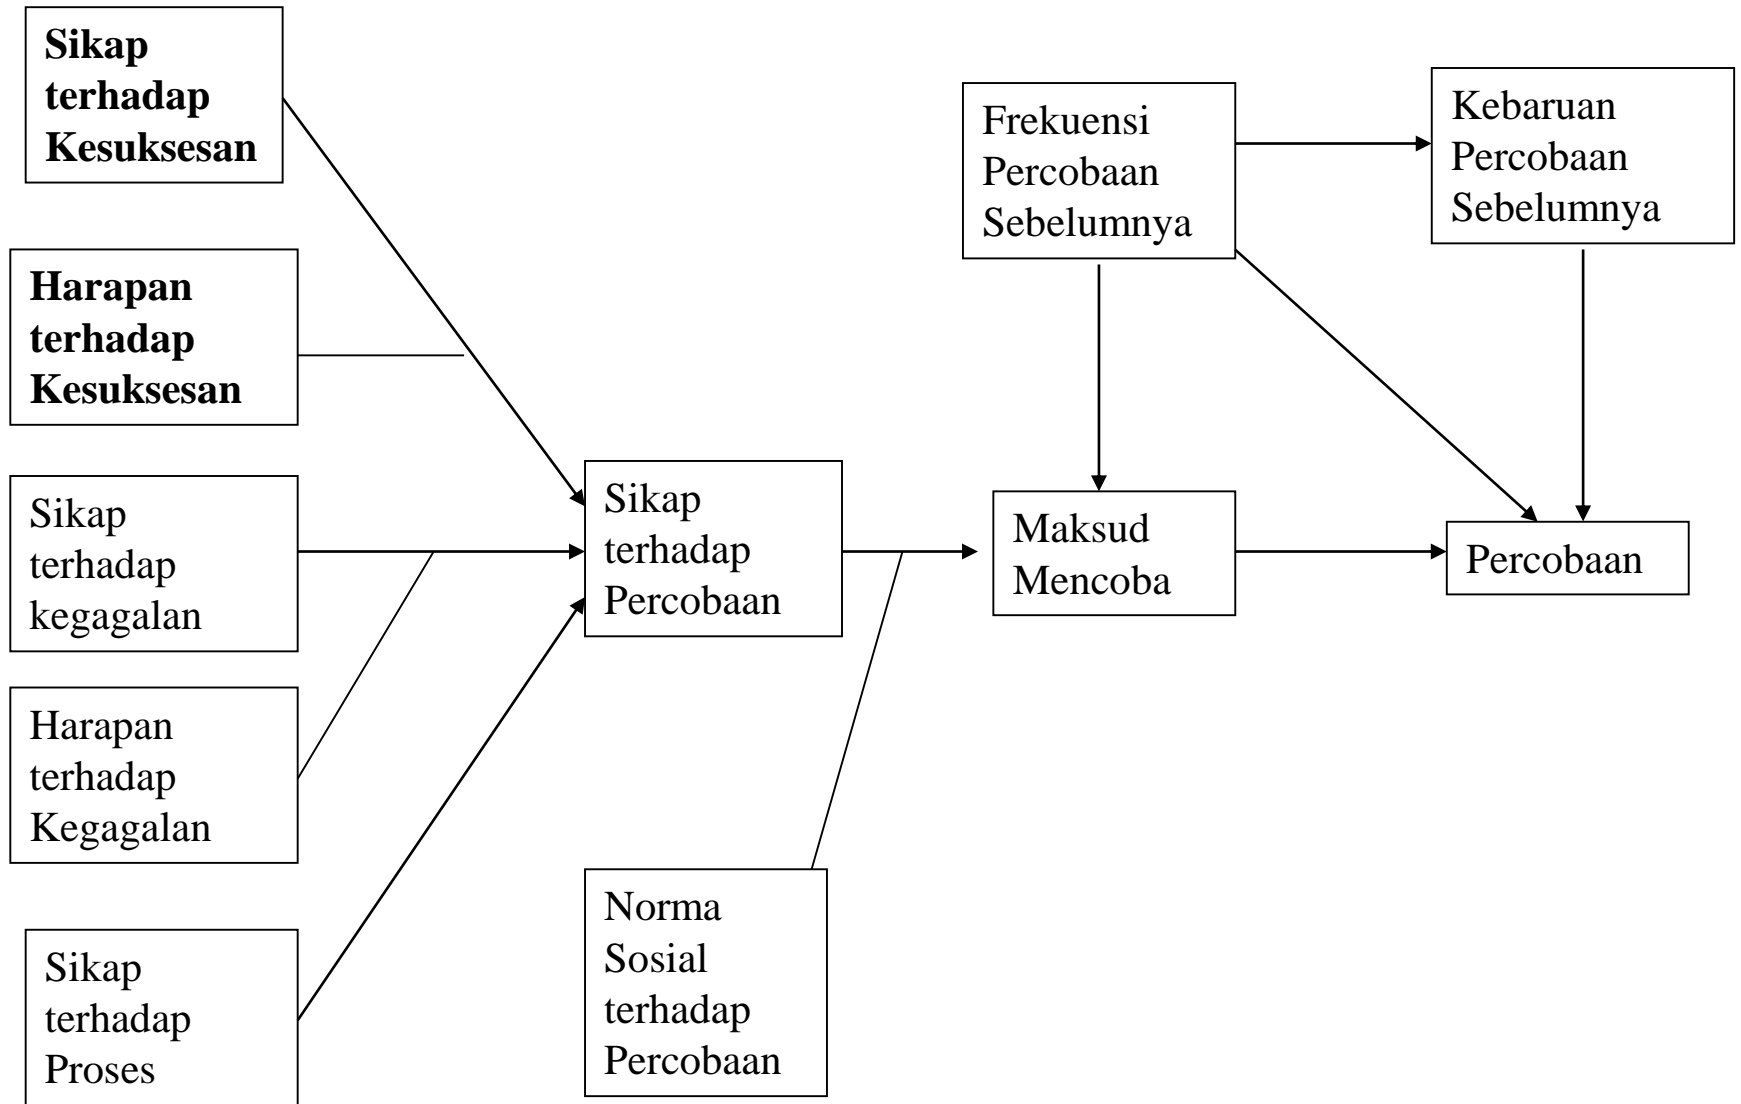 Sikap
terhadap
Kesuksesan
Harapan
terhadap
Kesuksesan
Sikap
terhadap
kegagalan
Harapan
terhadap
Kegagalan
Sikap
terhadap
Proses
Sikap
terhadap
Percobaan
Norma
Sosial
terhadap
Percobaan
Frekuensi
Percobaan
Sebelumnya
Maksud
Mencoba
Kebaruan
Percobaan
Sebelumnya
Percobaan